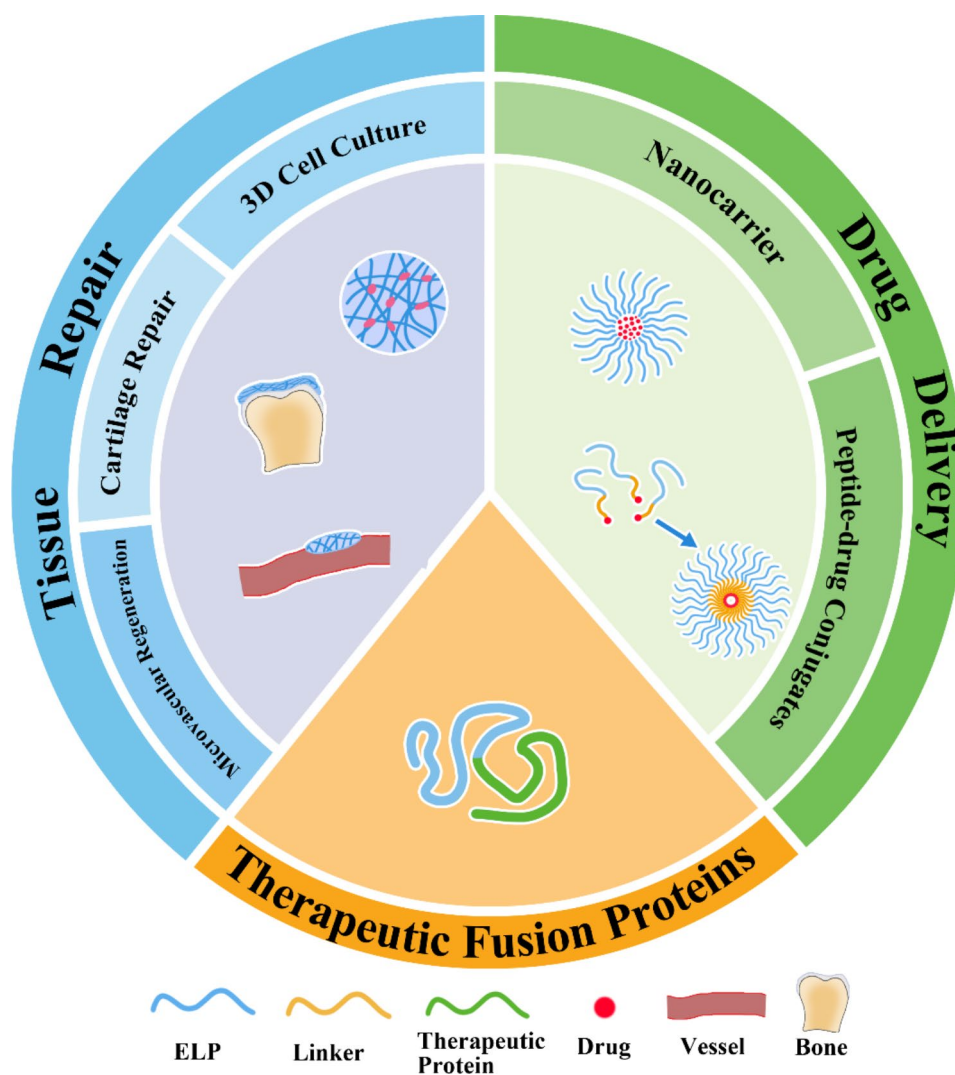 Tissue Repair
3D Cell Culture
Cartilage Repair
Microvascular Regeneration
Drug Delivery
Nanocarrier
Peptide-drug Conjugates
Therapeutic Fusion Proteins
ELP
Linker
Therapeutic
Protein
Drug
Vessel
Bone